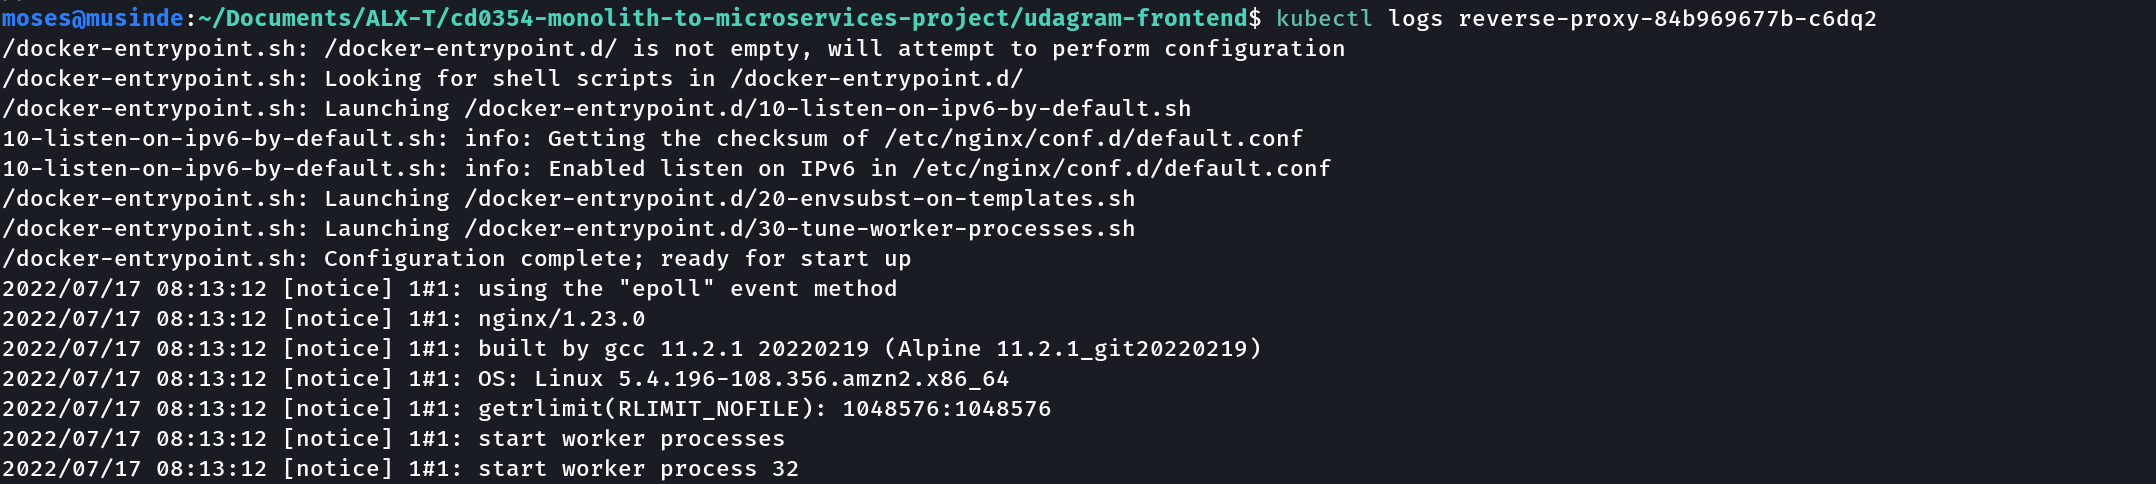 moses@musinde:~/Documents/ALX-T/cd0354-monolith-to-microservices-project/udagram-frontend$ kubectl logs reverse-proxy-84b969677b-c6dq2
/docker-entrypoint.sh: /docker-entrypoint.d/ is not empty, will attempt to perform configuration
/docker-entrypoint.sh: Looking for shell scripts in /docker-entrypoint.d/
/docker-entrypoint.sh: Launching /docker-entrypoint.d/10-listen-on-ipv6-by-default.sh
10-listen-on-ipv6-by-default.sh: info: Getting the checksum of /etc/nginx/conf.d/default.conf
10-listen-on-ipv6-by-default.sh: info: Enabled listen on IPv6 in /etc/nginx/conf.d/default.conf
/docker-entrypoint.sh: Launching /docker-entrypoint.d/20-envsubst-on-templates.sh
/docker-entrypoint.sh: Launching /docker-entrypoint.d/30-tune-worker-processes.sh
/docker-entrypoint.sh: Configuration complete; ready for start up
2022/07/17 08:13:12 [notice] 1#1: using the "epoll" event method
2022/07/17 08:13:12 [notice] 1#1: nginx/1.23.0
2022/07/17 08:13:12 [notice] 1#1: built by gcc 11.2.1 20220219 (Alpine 11.2.1_git20220219)
2022/07/17 08:13:12 [notice] 1#1: OS: Linux 5.4.196-108.356.amzn2.x86_64
2022/07/17 08:13:12 [notice] 1#1: getrlimit(RLIMIT_NOFILE): 1048576:1048576
2022/07/17 08:13:12 [notice] 1#1: start worker processes
2022/07/17 08:13:12 [notice] 1#1: start worker process 32